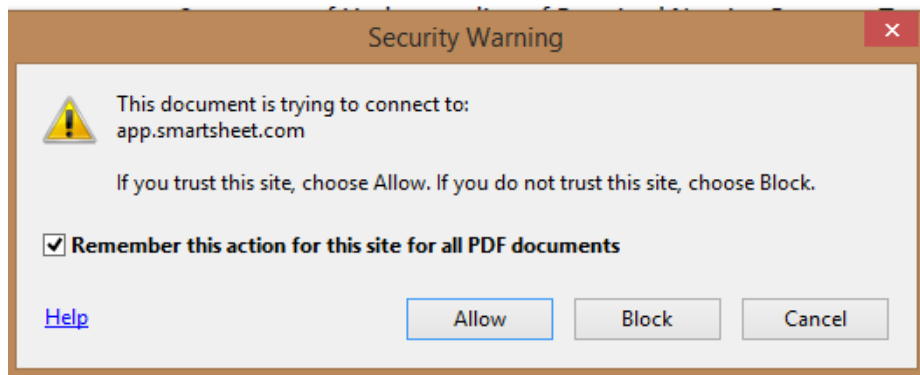 Security Warning
This document is trying to connect to:
app.smartsheet.com
If you trust this site, choose Allow. If you do not trust this site, choose Block.
Remember this action for this site for all PDF documents
Help
Allow
Block
Cancel